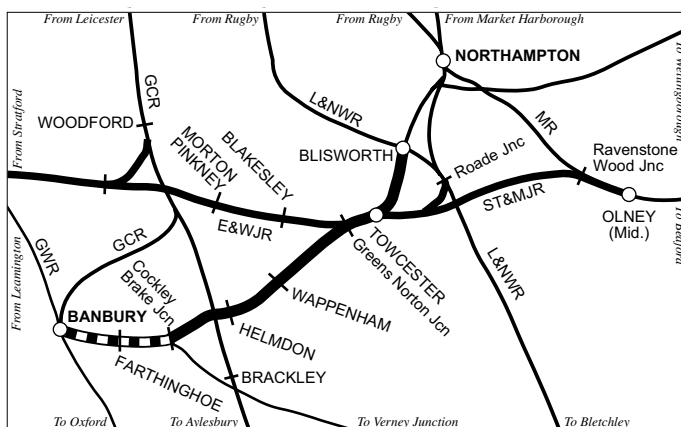 From Leicester
From Rugby
From Rugby
From Market Harborough
To Wellingborough
NORTHAMPTON
GCR
L&NWR
MR
WOODFORD
From Stratford
MORTON
PINKNEY
BLAKESLEY
BLISWORTH
Roade Jnc
Ravenstone
Wood Jnc
ST&MJR
OLNEY
(Mid.)
To Bedford
E&WJR
GCR
GWR
TOWCESTER
Greens Norton Jcn
L&NWR
From Leamington
Cockley
Brake Jcn
BANBURY
WAPPENHAM
HELMDON
FARTHINGHOE
BRACKLEY
To Oxford
To Aylesbury
To Verney Junction
To Bletchley